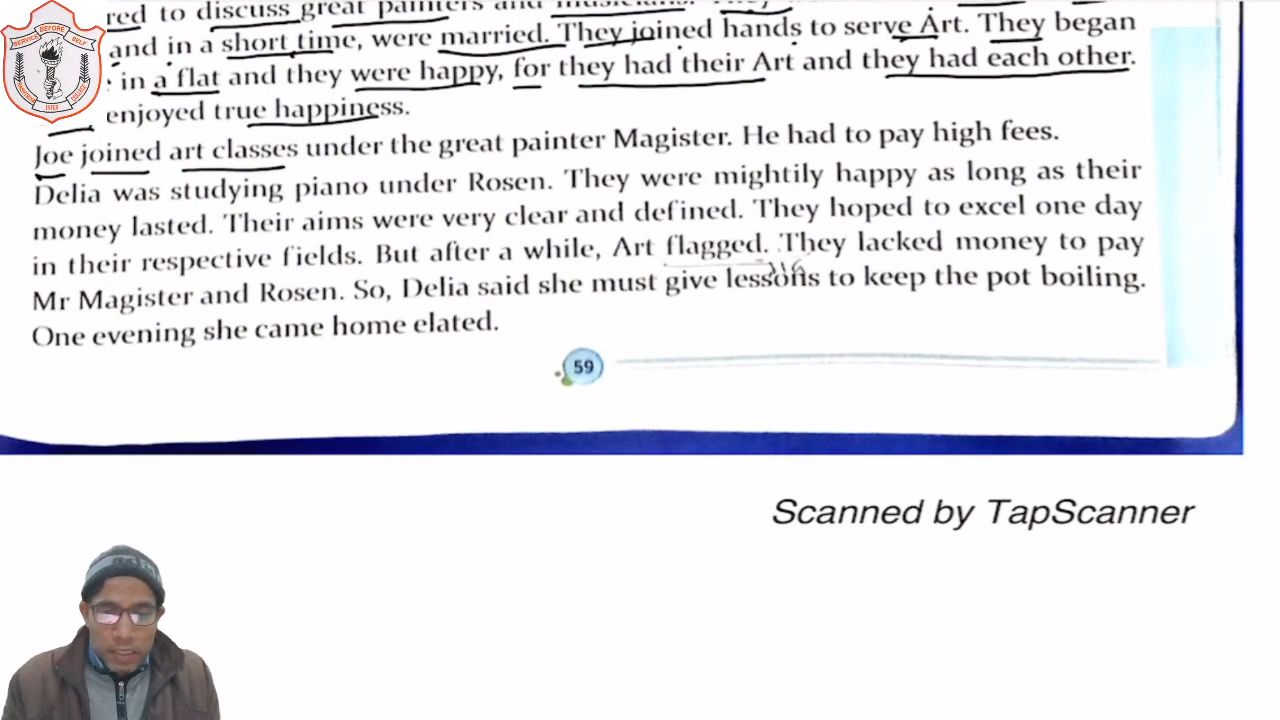 SERVICE BEFORE SELF
INTER COLLEGE
red to discuss great painters and musicians. They
and in a short time, were married. They joined hands to serve Art. They began
in a flat and they were happy, for they had their Art and they had each other.
enjoyed true happiness.
Joe joined art classes under the great painter Magister. He had to pay high fees.
Delia was studying piano under Rosen. They were mightily happy as long as their
money lasted. Their aims were very clear and defined. They hoped to excel one day
in their respective fields. But after a while, Art flagged. They lacked money to pay
Mr Magister and Rosen. So, Delia said she must give lessons to keep the pot boiling.
One evening she came home elated.
59
Scanned by TapScanner